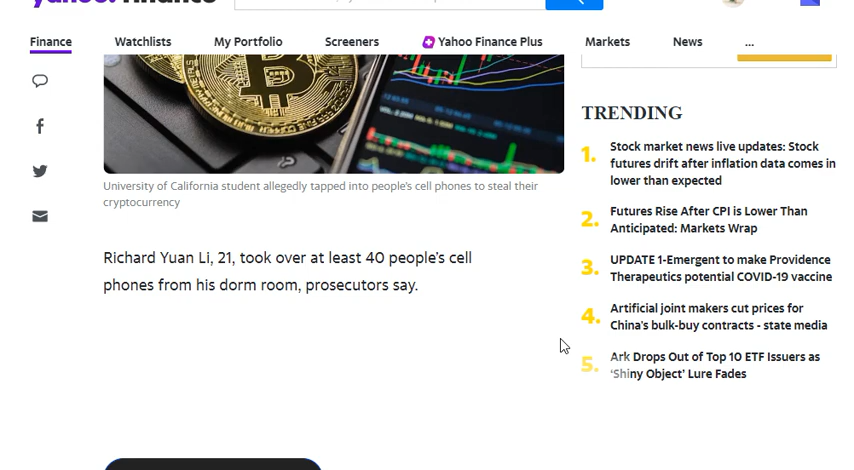 yahoo! finance
Finance
Watchlists
My Portfolio
Screeners
Yahoo Finance Plus
Markets
News
...
University of California student allegedly tapped into people's cell phones to steal their
cryptocurrency
Richard Yuan Li, 21, took over at least 40 people's cell
phones from his dorm room, prosecutors say.
TRENDING
1. Stock market news live updates: Stock
futures drift after inflation data comes in
lower than expected
2. Futures Rise After CPI is Lower Than
Anticipated: Markets Wrap
3. UPDATE 1-Emergent to make Providence
Therapeutics potential COVID-19 vaccine
4. Artificial joint makers cut prices for
China's bulk-buy contracts - state media
5. Ark Drops Out of Top 10 ETF Issuers as
'Shiny Object' Lure Fades